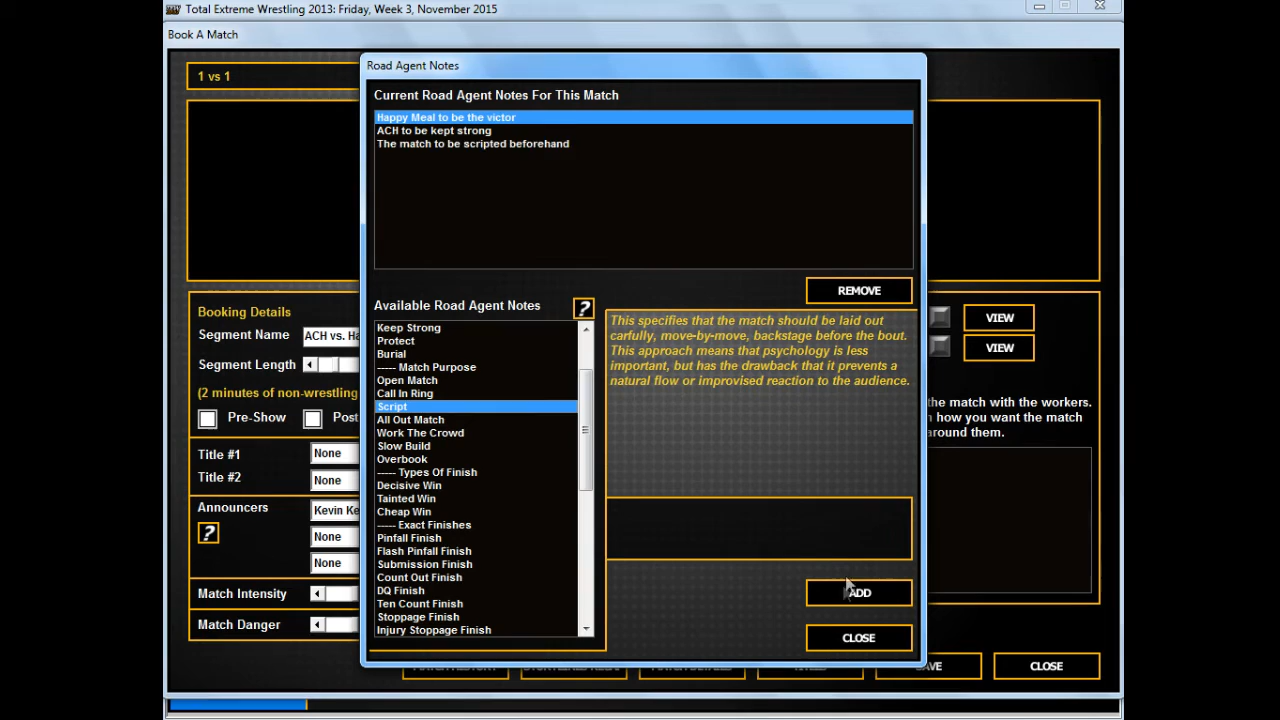 Total Extreme Wrestling 2013: Friday, Week 3, November 2015
Book A Match
Road Agent Notes
1 vs 1
Current Road Agent Notes For This Match
Happy Meal to be the victor
ACH to be kept strong
The match to be scripted beforehand
REMOVE
Available Road Agent Notes
?
Keep Strong
Protect
Burial
----- Match Purpose
Open Match
Call In Ring
Script
All Out Match
Work The Crowd
Slow Build
Overbook
----- Types Of Finish
Decisive Win
Tainted Win
Cheap Win
----- Exact Finishes
Pinfall Finish
Flash Pinfall Finish
Submission Finish
Count Out Finish
DQ Finish
Ten Count Finish
Stoppage Finish
Injury Stoppage Finish
This specifies that the match should be laid out
carfully, move-by-move, backstage before the bout.
This approach means that psychology is less
important, but has the drawback that it prevents a
natural flow or improvised reaction to the audience.
ADD
CLOSE
Booking Details
Segment Name
ACH vs. Ha
Segment Length
(2 minutes of non-wrestling
Pre-Show
Post
Title #1
None
Title #2
None
Announcers
Kevin Ke
?
None
None
Match Intensity
Match Danger
VIEW
VIEW
the match with the workers.
how you want the match
around them.
CLOSE